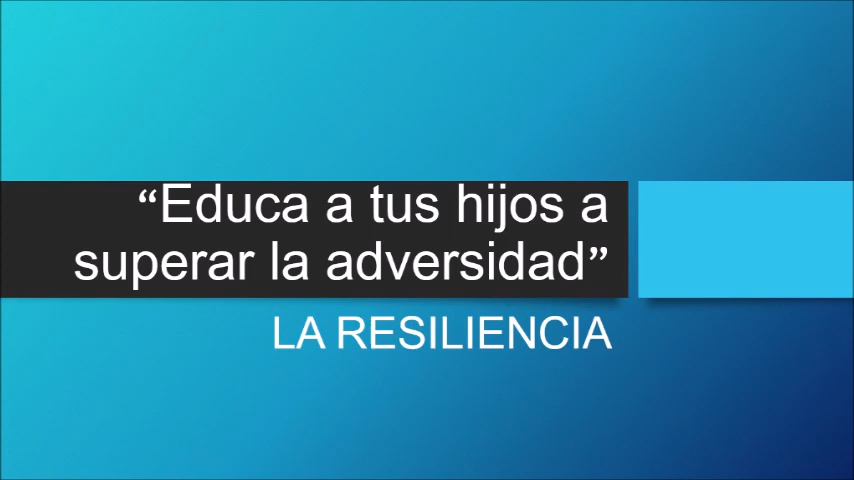 “Educa a tus hijos a
superar la adversidad”
LA RESILIENCIA